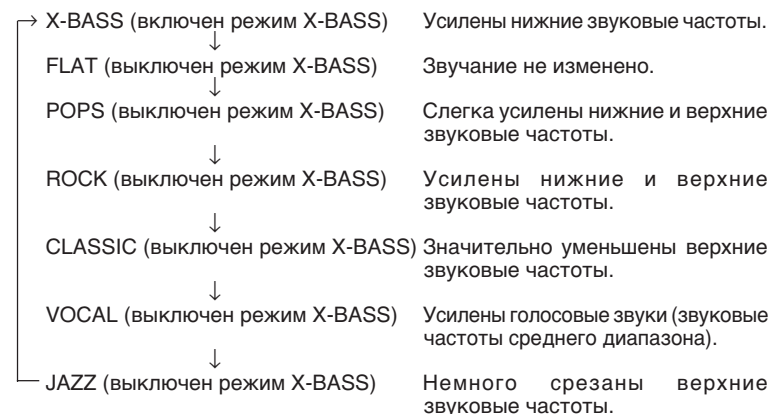 X-BASS (включен режим X-BASS) Усилены нижние звуковые частоты.
FLAT (выключен режим X-BASS) Звучание не изменено.
POPS (выключен режим X-BASS) Слегка усилены нижние и верхние
звуковые частоты.
ROCK (выключен режим X-BASS) Усилены нижние и верхние
звуковые частоты.
CLASSIC (выключен режим X-BASS) Значительно уменьшены верхние
звуковые частоты.
VOCAL (выключен режим X-BASS) Усилены голосовые звуки (звуковые
частоты среднего диапазона).
JAZZ (выключен режим X-BASS) Немного срезаны верхние
звуковые частоты.